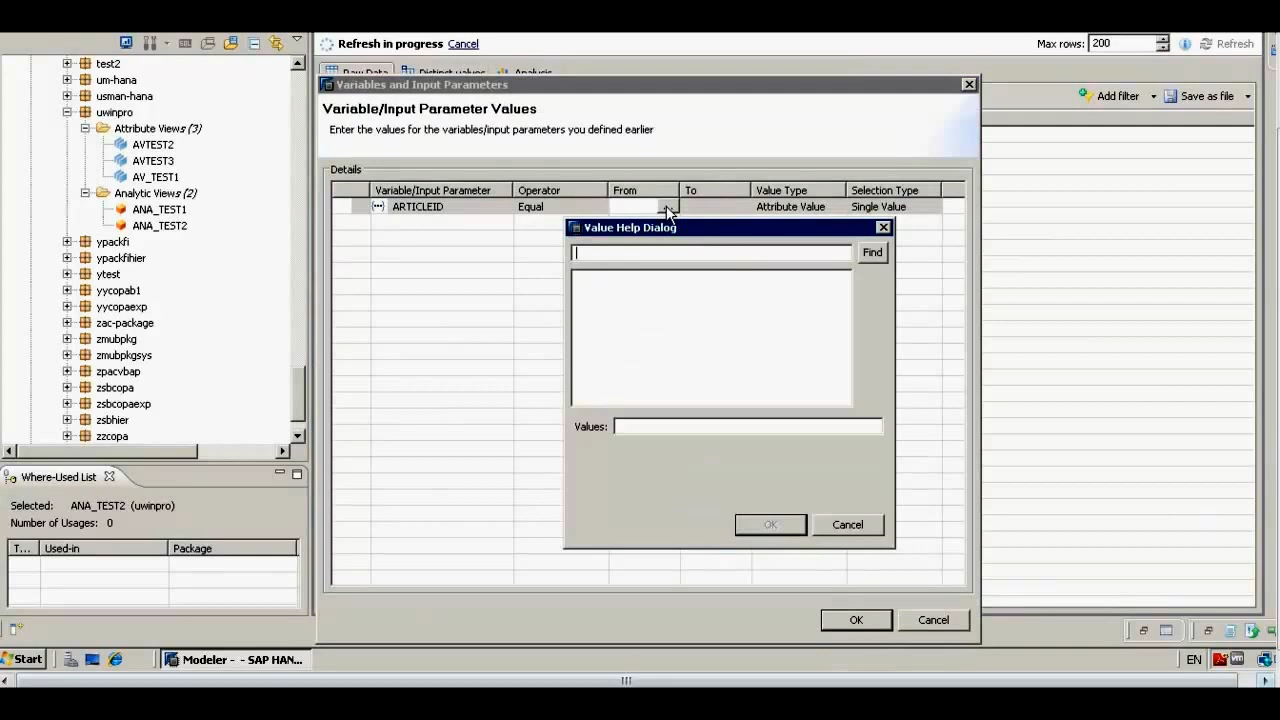 Refresh in progress Cancel
Max rows: 200 Refresh
Raw Data Distinct values Analysis
Add filter Save as file
test2
um-hana
usman-hana
uwinpro
Attribute Views (3)
AVTEST2
AVTEST3
AV_TEST1
Analytic Views (2)
ANA_TEST1
ANA_TEST2
ypackfi
ypackfihier
ytest
yycopab1
yycopaexp
zac-package
zmubpkg
zmubpkgsys
zpacvbap
zsbcopa
zsbcopaexp
zsbhier
zzcopa
Where-Used List
Selected: ANA_TEST2 (uwinpro)
Number of Usages: 0
T... Used-in Package
Variables and Input Parameters
Variable/Input Parameter Values
Enter the values for the variables/input parameters you defined earlier
Details
Variable/Input Parameter Operator From To Value Type Selection Type
ARTICLEID Equal Attribute Value Single Value
Value Help Dialog
Find
Values:
OK Cancel
OK Cancel
Start Modeler - - SAP HAN... EN